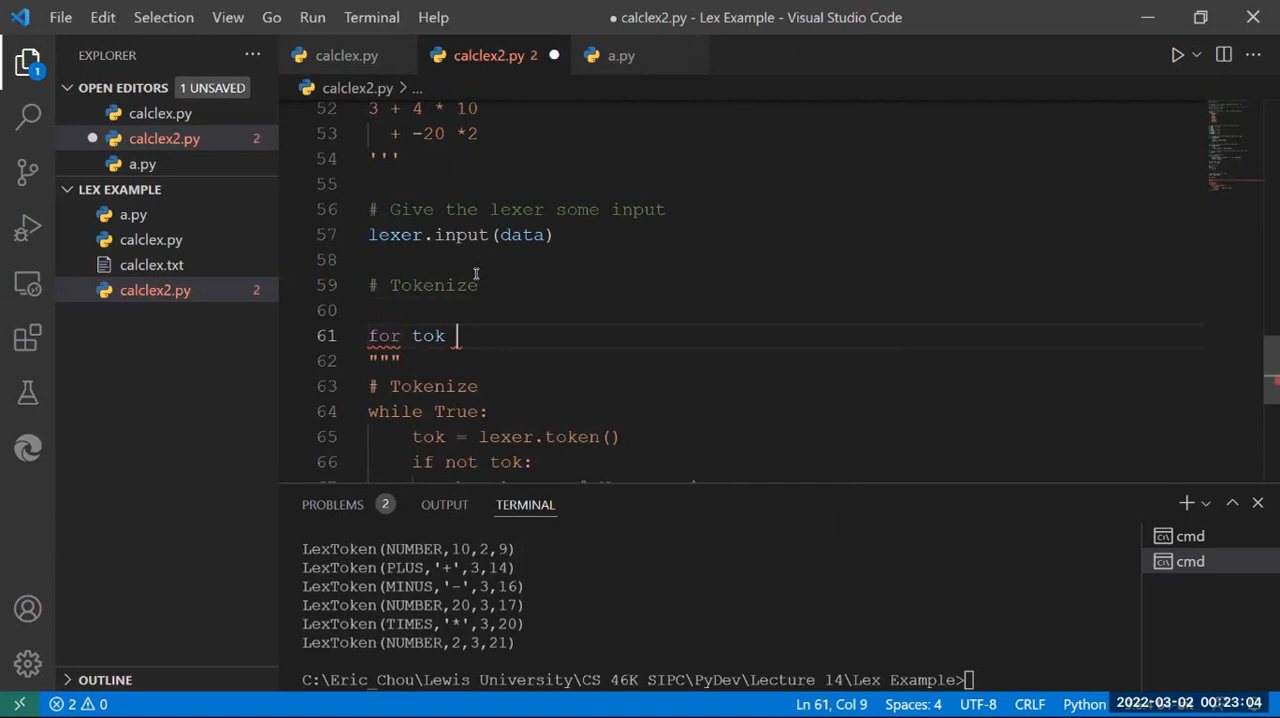 File Edit Selection View Go Run Terminal Help
● calclex2.py - Lex Example - Visual Studio Code
EXPLORER
calclex.py
calclex2.py 2
a.py
OPEN EDITORS 1 UNSAVED
calclex.py
calclex2.py 2
a.py
LEX EXAMPLE
a.py
calclex.py
calclex.txt
calclex2.py 2
OUTLINE
1
calclex2.py > ...
52 3 + 4 * 10
53 + -20 *2
54 '''
55
56 # Give the lexer some input
57 lexer.input(data)
58
59 # Tokenize
60
61 for tok
62 """
63 # Tokenize
64 while True:
65 tok = lexer.token()
66 if not tok:
PROBLEMS 2 OUTPUT TERMINAL
LexToken(NUMBER,10,2,9)
LexToken(PLUS,'+',3,14)
LexToken(MINUS,'-',3,16)
LexToken(NUMBER,20,3,17)
LexToken(TIMES,'*',3,20)
LexToken(NUMBER,2,3,21)
C:\Eric_Chou\Lewis University\CS 46K SIPC\PyDev\Lecture 14\Lex Example>
cmd
cmd
2 0
Ln 61, Col 9 Spaces: 4 UTF-8 CRLF Python 2022-03-02 00:23:04